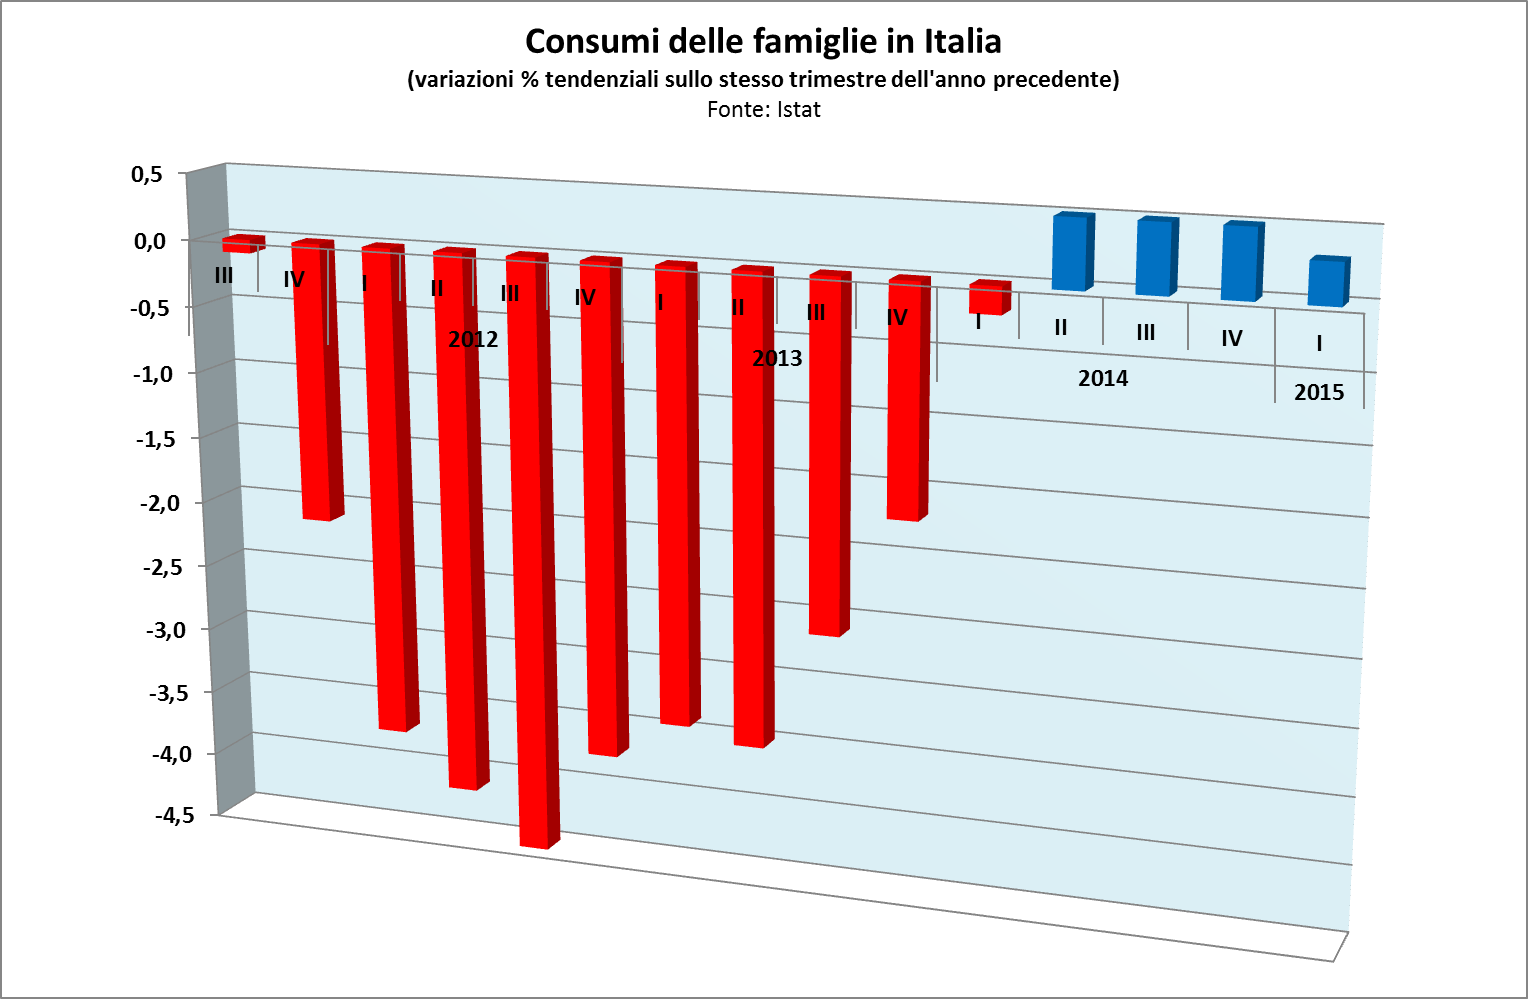 Consumi delle famiglie in Italia
(variazioni % tendenziali sullo stesso trimestre dell'anno precedente)
Fonte: Istat
0,5
0,0
-0,5
-1,0
-1,5
-2,0
-2,5
-3,0
-3,5
-4,0
-4,5
III IV I II III IV I II III IV I II III IV I
2012 2013 2014 2015